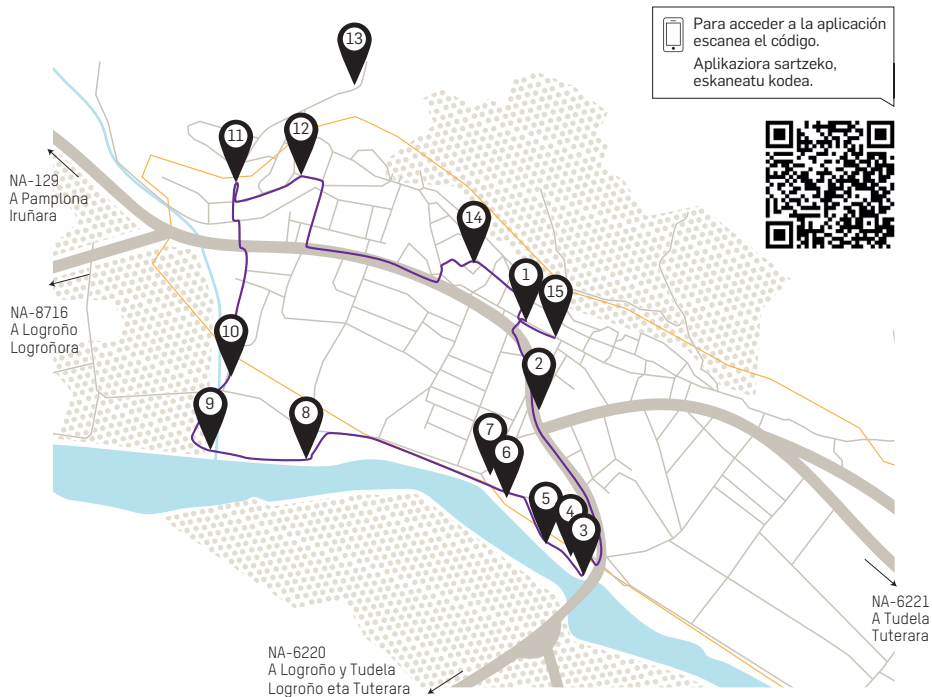 Para acceder a la aplicación
escanea el código.
Aplikaziora sartzeko,
eskaneatu kodea.
13
12
11
NA-129
A Pamplona
Iruñara
14
1
15
NA-8716
A Logroño
Logroñora
10
2
9
8
7
6
5
4
3
NA-6221
A Tudela
Tuterara
NA-6220
A Logroño y Tudela
Logroño eta Tuterara